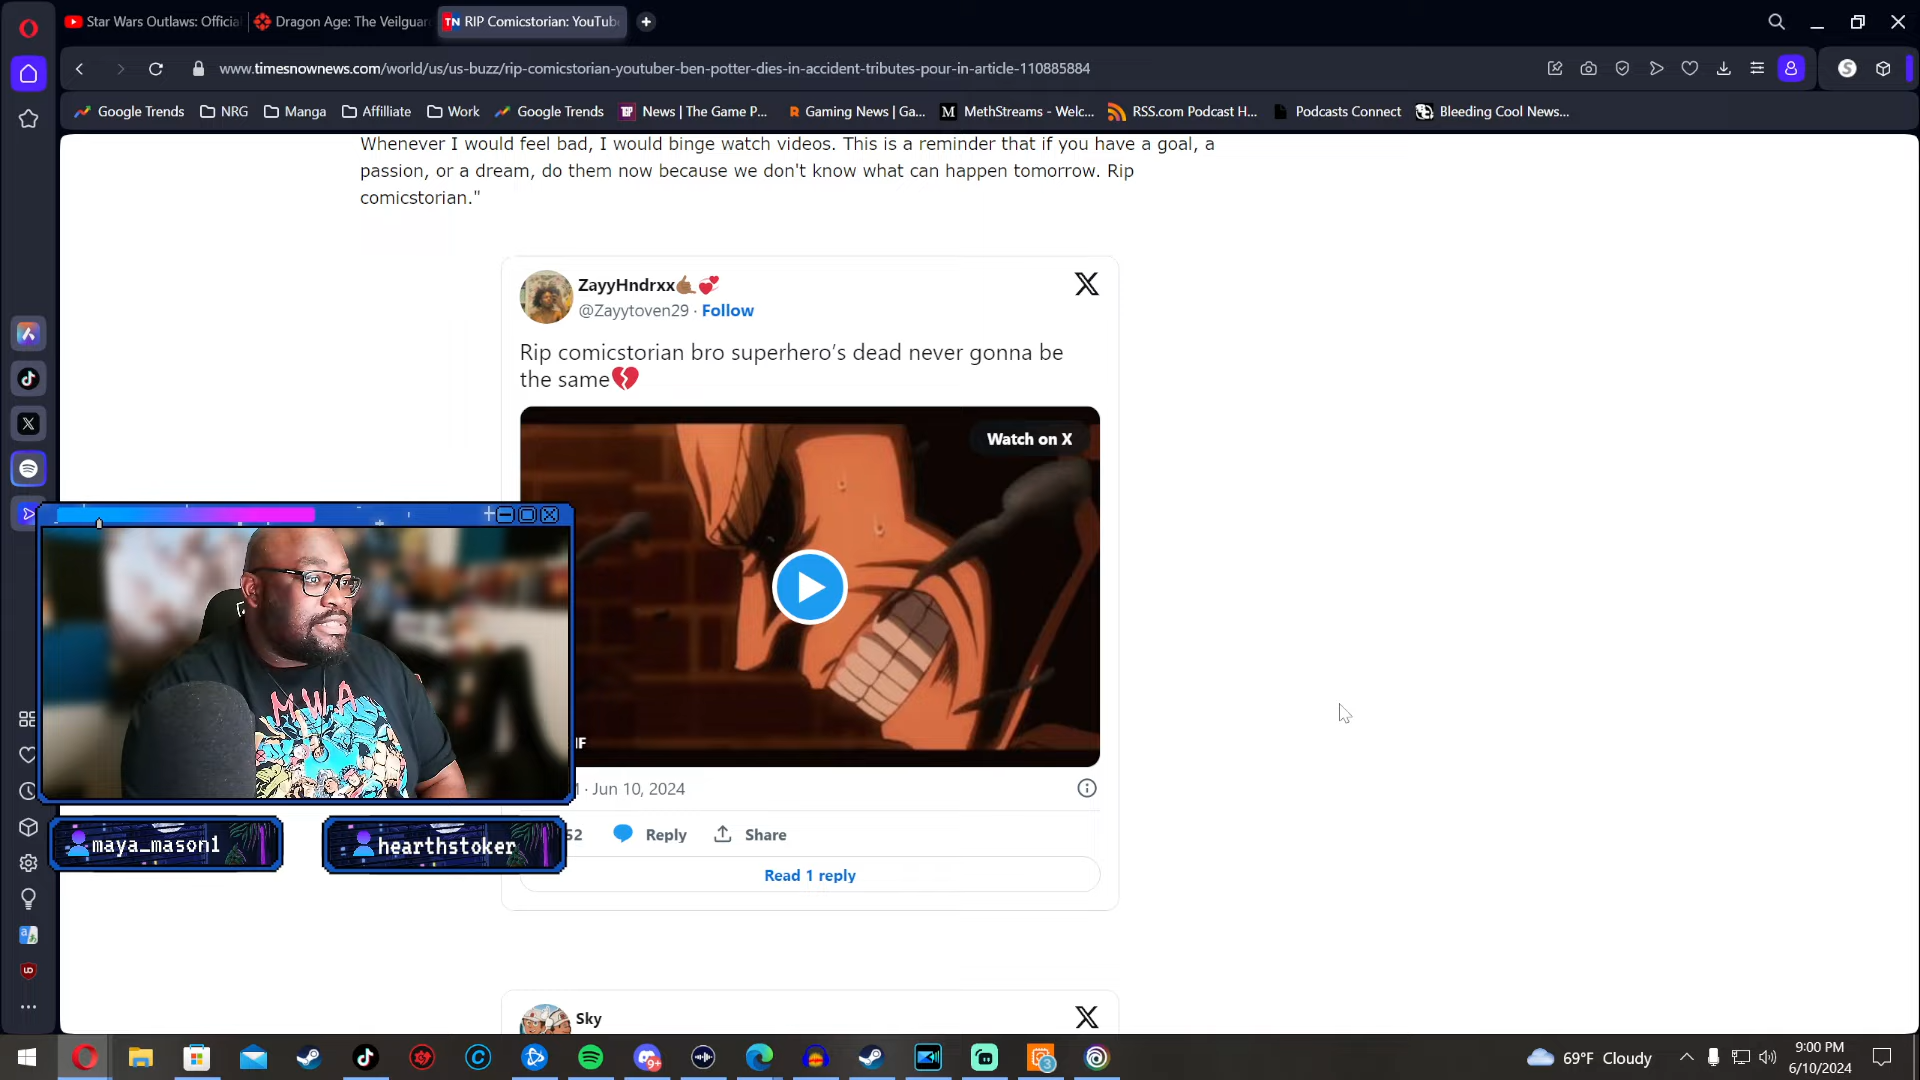 Star Wars Outlaws: Official
Dragon Age: The Veilguar
TN RIP Comicstorian: YouTub
www.timesnownews.com/world/us/us-buzz/rip-comicstorian-youtuber-ben-potter-dies-in-accident-tributes-pour-in-article-110885884
Google Trends NRG Manga Affilliate Work Google Trends News | The Game P... Gaming News | Ga... MethStreams - Welc... RSS.com Podcast H... Podcasts Connect Bleeding Cool News...
Whenever I would feel bad, I would binge watch videos. This is a reminder that if you have a goal, a
passion, or a dream, do them now because we don't know what can happen tomorrow. Rip
comicstorian."
ZayyHndrxx🤙🏽💞
@Zayytoven29 · Follow
Rip comicstorian bro superhero’s dead never gonna be
the same💔
Watch on X
IF
M · Jun 10, 2024
52 Reply Share
Read 1 reply
M.W.A
maya_mason1
hearthstoker
Sky
69°F Cloudy
9:00 PM
6/10/2024